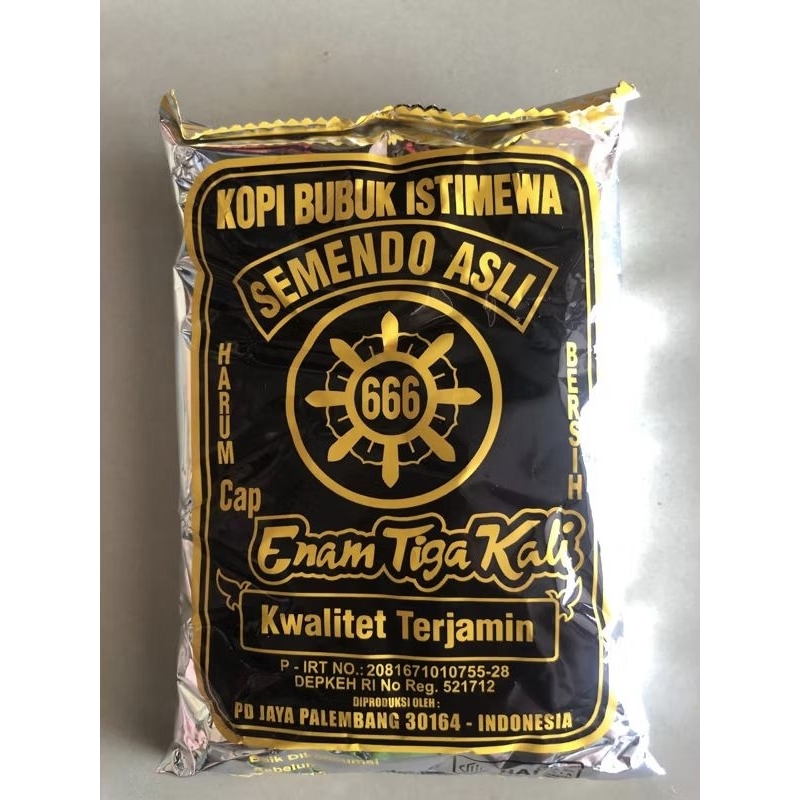 KOPI BUBUK ISTIMEWA
SEMENDO ASLI
HARUM
BERSIH
666
Cap
Enam Tiga Kali
Kwalitet Terjamin
P - IRT NO.: 2081671010755-28
DEPKEH RI No Reg. 521712
DIPRODUKSI OLEH :
PD JAYA PALEMBANG 30164 - INDONESIA